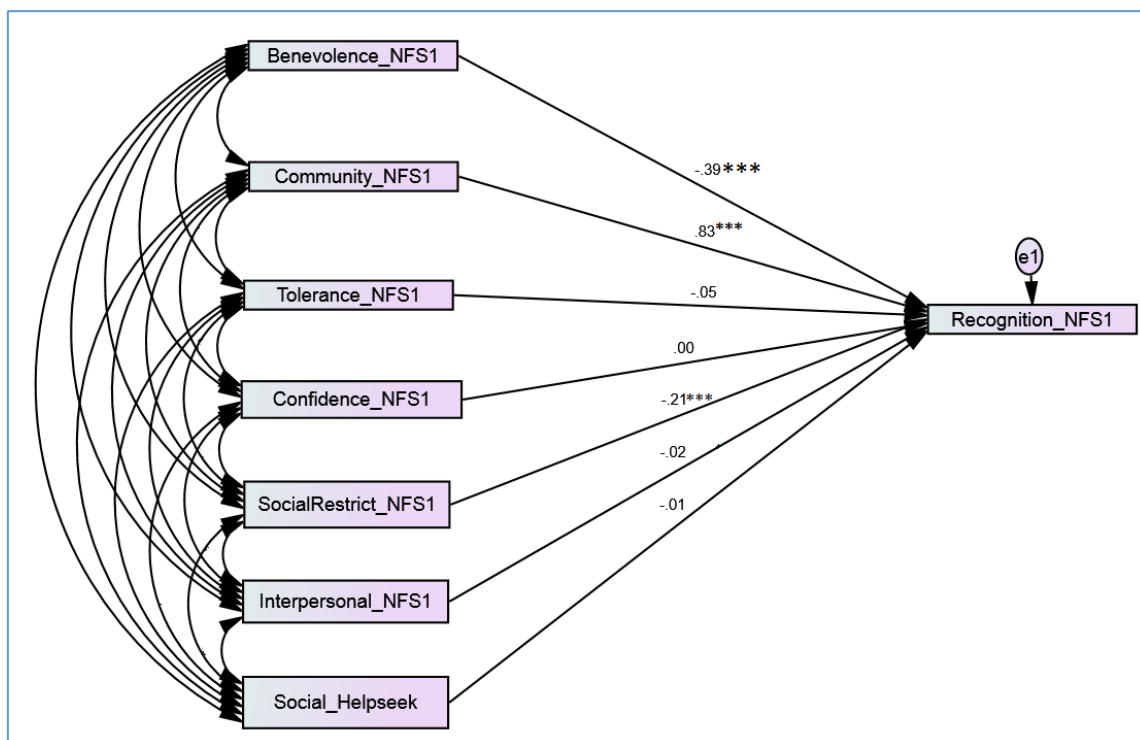 Benevolence_NFS1
-.39***
Community_NFS1
.83***
e1
Tolerance_NFS1
-.05
Recognition_NFS1
.00
Confidence_NFS1
-.21***
-.02
SocialRestrict_NFS1
-.01
Interpersonal_NFS1
Social_Helpseek